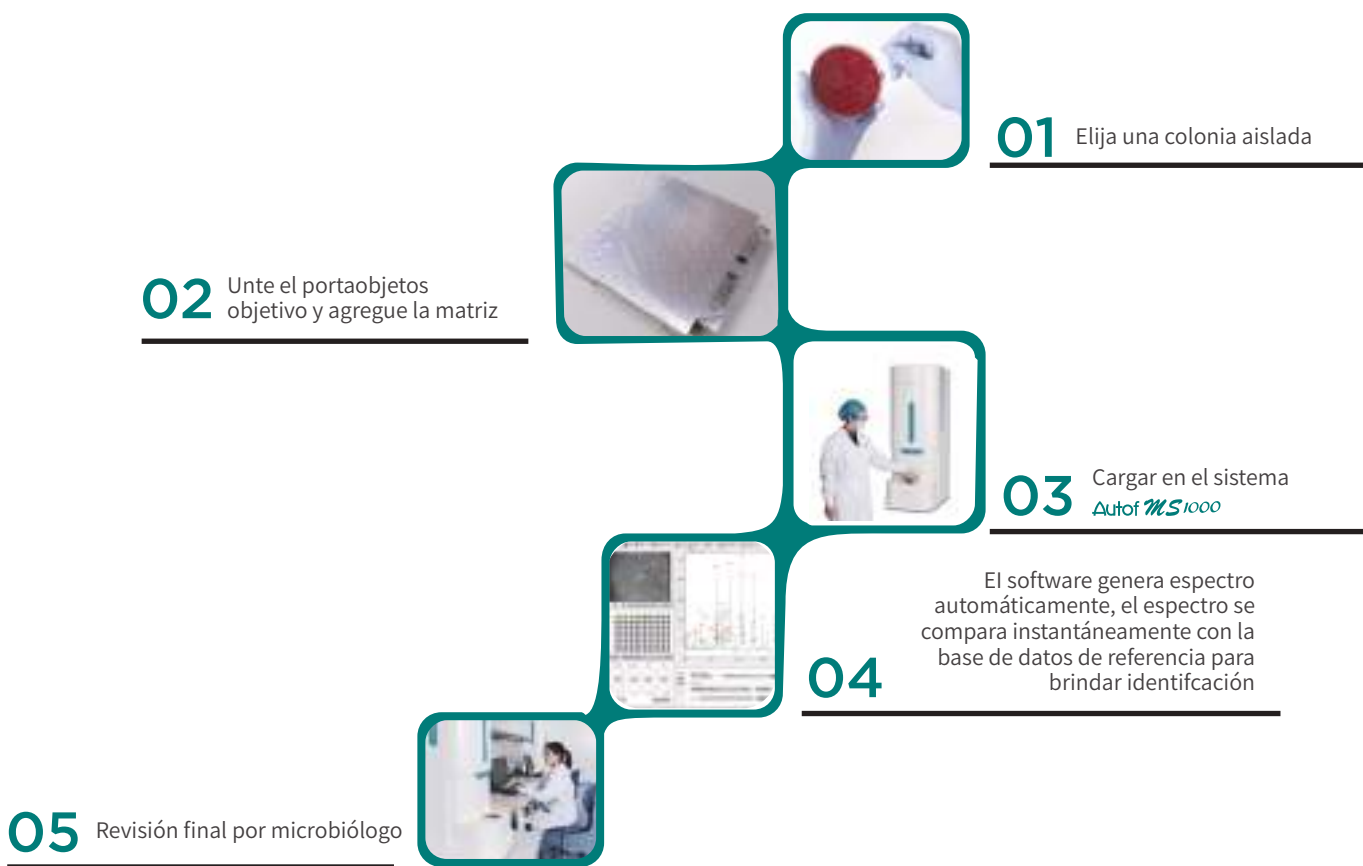 01 Elija una colonia aislada
02 Unte el portaobjetos
objetivo y agregue la matriz
03 Cargar en el sistema
Autof MS1000
EI software genera espectro
automáticamente, el espectro se
compara instantáneamente con la
base de datos de referencia para
04 brindar identifcación
05 Revisión final por microbiólogo